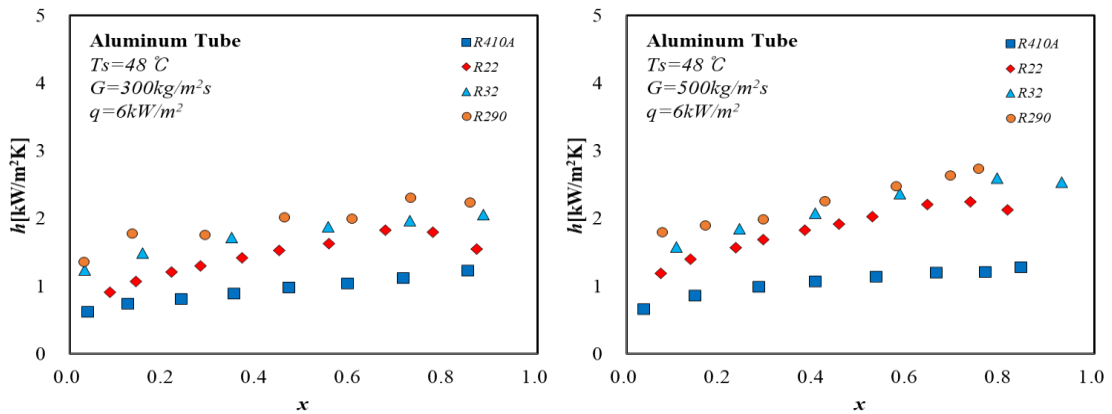 5
4
3
2
1
0
h[kW/m²K]
Aluminum Tube
Ts=48 ℃
G=300kg/m²s
q=6kW/m²
R410A
R22
R32
R290
0.0 0.2 0.4 0.6 0.8 1.0
x
5
4
3
2
1
0
h[kW/m²K]
Aluminum Tube
Ts=48 ℃
G=500kg/m²s
q=6kW/m²
R410A
R22
R32
R290
0.0 0.2 0.4 0.6 0.8 1.0
x